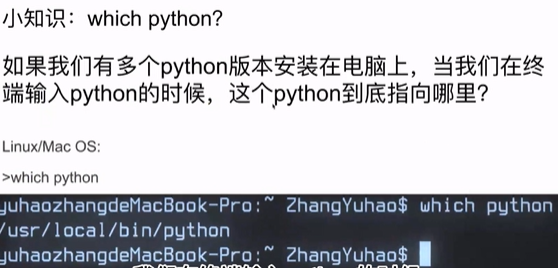 小知识：which python?
如果我们有多个python版本安装在电脑上，当我们在终
端输入python的时候，这个python到底指向哪里？
Linux/Mac OS:
>which python
yuhaozhangdeMacBook-Pro:~ ZhangYuhao$ which python
/usr/local/bin/python
yuhaozhangdeMacBook-Pro:~ ZhangYuhao$